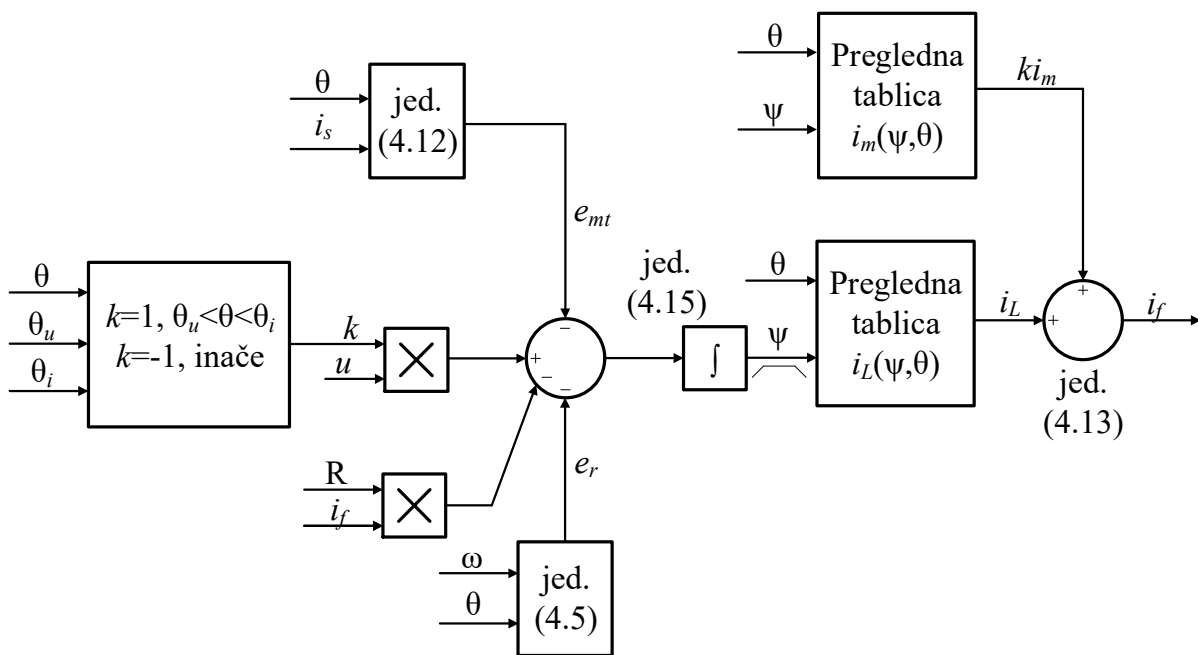 θ
ψ
Pregledna
tablica
i_m(ψ,θ)
ki_m
θ
i_s
jed.
(4.12)
e_mt
θ
θ_u
θ_i
k=1, θ_u<θ<θ_i
k=-1, inače
k
u
+
−
−
−
jed.
(4.15)
∫
ψ
θ
Pregledna
tablica
i_L(ψ,θ)
i_L
+
+
i_f
jed.
(4.13)
R
i_f
e_r
ω
θ
jed.
(4.5)